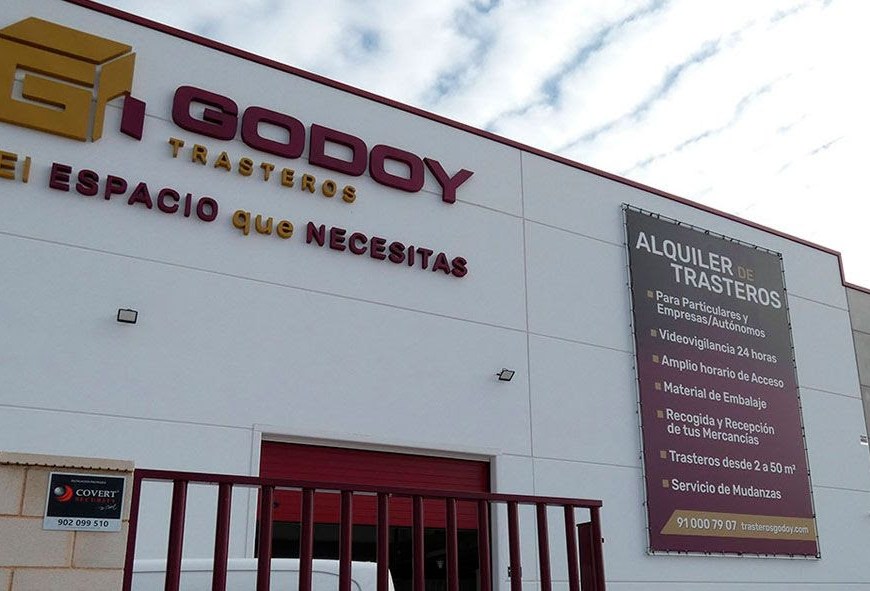 GODOY
TRASTEROS
El ESPACIO que NECESITAS
ALQUILER DE
TRASTEROS
Para Particulares y
Empresas/Autónomos
Videovigilancia 24 horas
Amplio horario de Acceso
Material de Embalaje
Recogida y Recepción
de tus Mercancías
Trasteros desde 2 a 50 m²
Servicio de Mudanzas
91 000 79 07 trasterosgodoy.com
COVERT
SECURITY
902 099 510